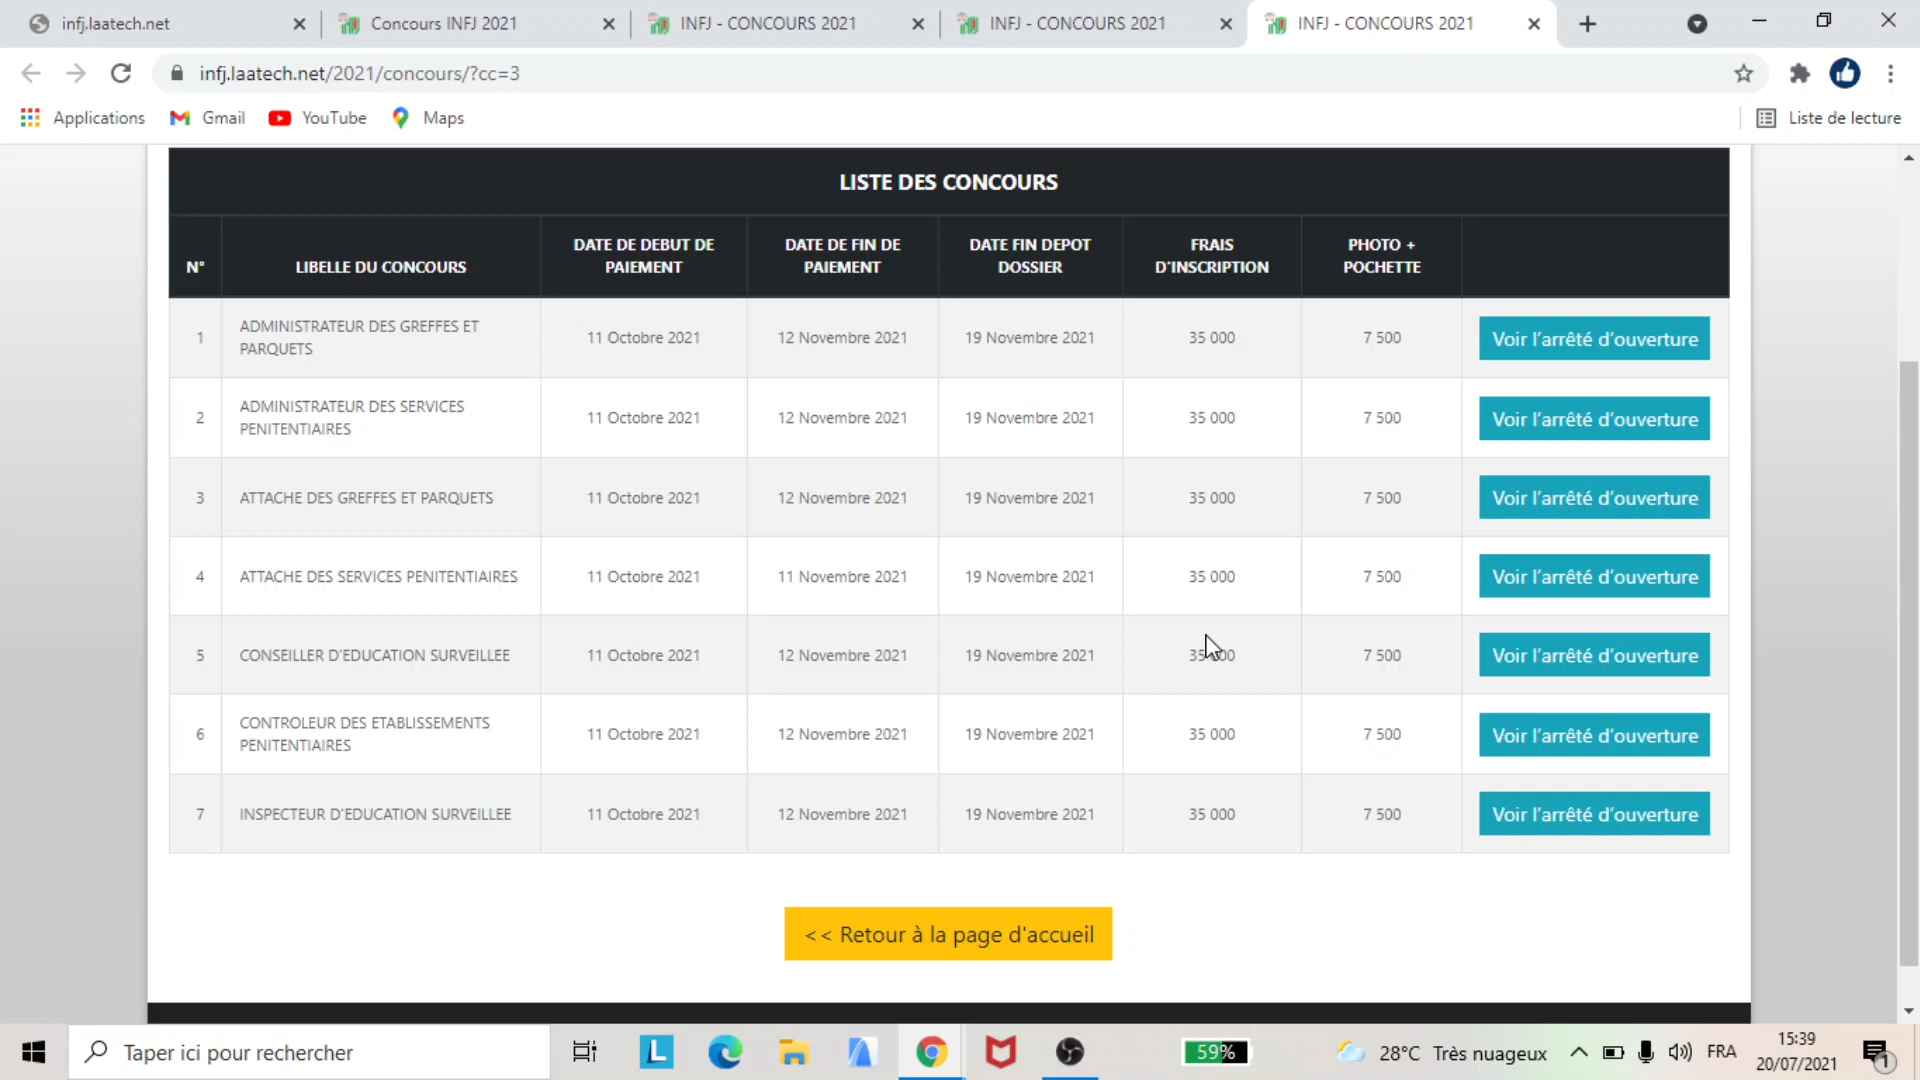 infj.laatech.net
Concours INFJ 2021
INFJ - CONCOURS 2021
INFJ - CONCOURS 2021
INFJ - CONCOURS 2021
infj.laatech.net/2021/concours/?cc=3
Applications
Gmail
YouTube
Maps
Liste de lecture
LISTE DES CONCOURS
N°
LIBELLE DU CONCOURS
DATE DE DEBUT DE
PAIEMENT
DATE DE FIN DE
PAIEMENT
DATE FIN DEPOT
DOSSIER
FRAIS
D'INSCRIPTION
PHOTO +
POCHETTE
1
ADMINISTRATEUR DES GREFFES ET
PARQUETS
11 Octobre 2021
12 Novembre 2021
19 Novembre 2021
35 000
7 500
Voir l’arrêté d’ouverture
2
ADMINISTRATEUR DES SERVICES
PENITENTIAIRES
11 Octobre 2021
12 Novembre 2021
19 Novembre 2021
35 000
7 500
Voir l’arrêté d’ouverture
3
ATTACHE DES GREFFES ET PARQUETS
11 Octobre 2021
12 Novembre 2021
19 Novembre 2021
35 000
7 500
Voir l’arrêté d’ouverture
4
ATTACHE DES SERVICES PENITENTIAIRES
11 Octobre 2021
11 Novembre 2021
19 Novembre 2021
35 000
7 500
Voir l’arrêté d’ouverture
5
CONSEILLER D'EDUCATION SURVEILLEE
11 Octobre 2021
12 Novembre 2021
19 Novembre 2021
35 000
7 500
Voir l’arrêté d’ouverture
6
CONTROLEUR DES ETABLISSEMENTS
PENITENTIAIRES
11 Octobre 2021
12 Novembre 2021
19 Novembre 2021
35 000
7 500
Voir l’arrêté d’ouverture
7
INSPECTEUR D'EDUCATION SURVEILLEE
11 Octobre 2021
12 Novembre 2021
19 Novembre 2021
35 000
7 500
Voir l’arrêté d’ouverture
<< Retour à la page d'accueil
Taper ici pour rechercher
L
59%
28°C Très nuageux
FRA
15:39
20/07/2021
1